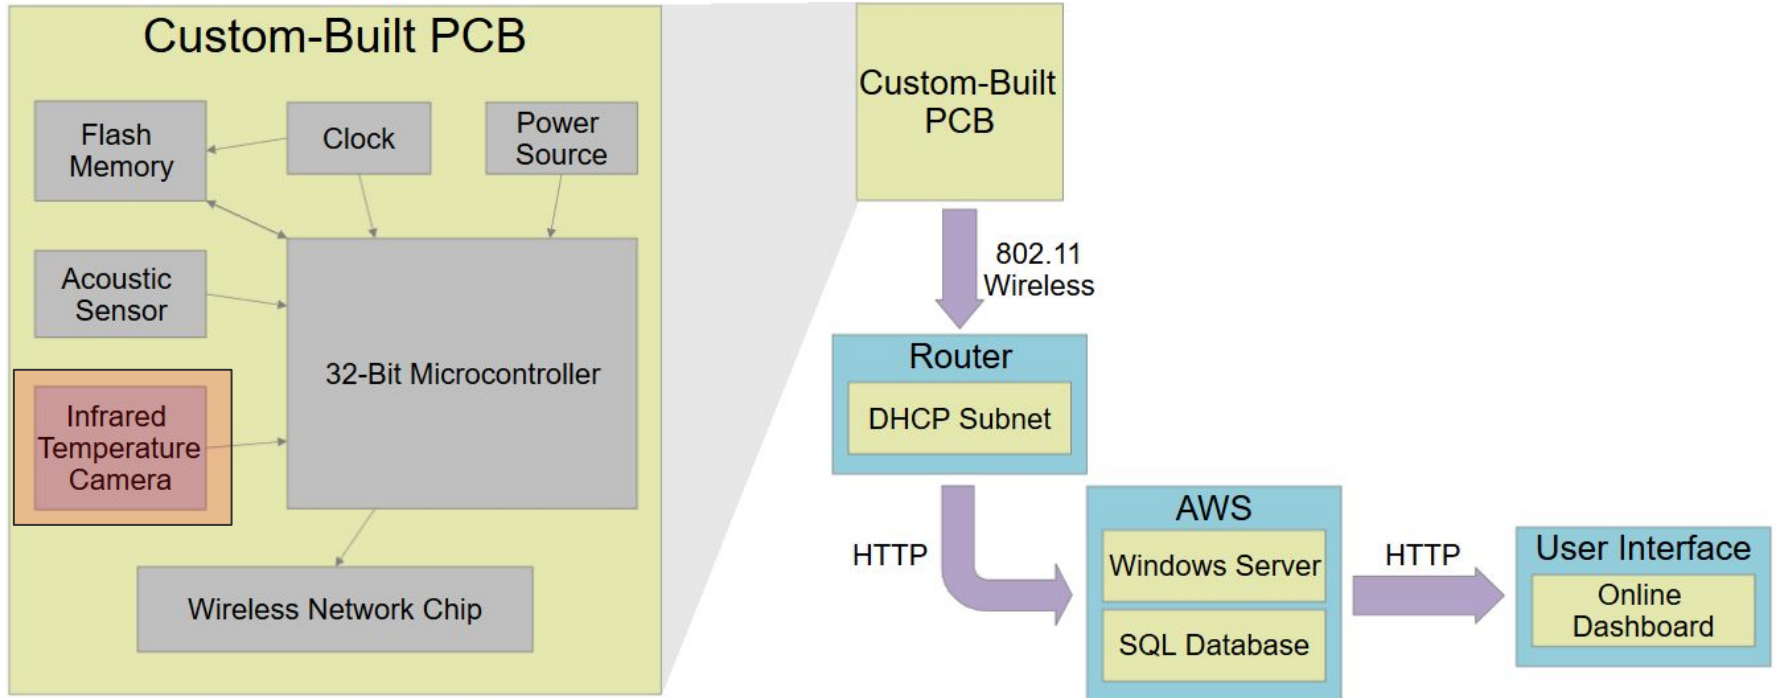 Custom-Built PCB
Flash
Memory
Clock
Power
Source
Acoustic
Sensor
32-Bit Microcontroller
Infrared
Temperature
Camera
Wireless Network Chip
Custom-Built
PCB
802.11
Wireless
Router
DHCP Subnet
HTTP
AWS
Windows Server
SQL Database
HTTP
User Interface
Online
Dashboard